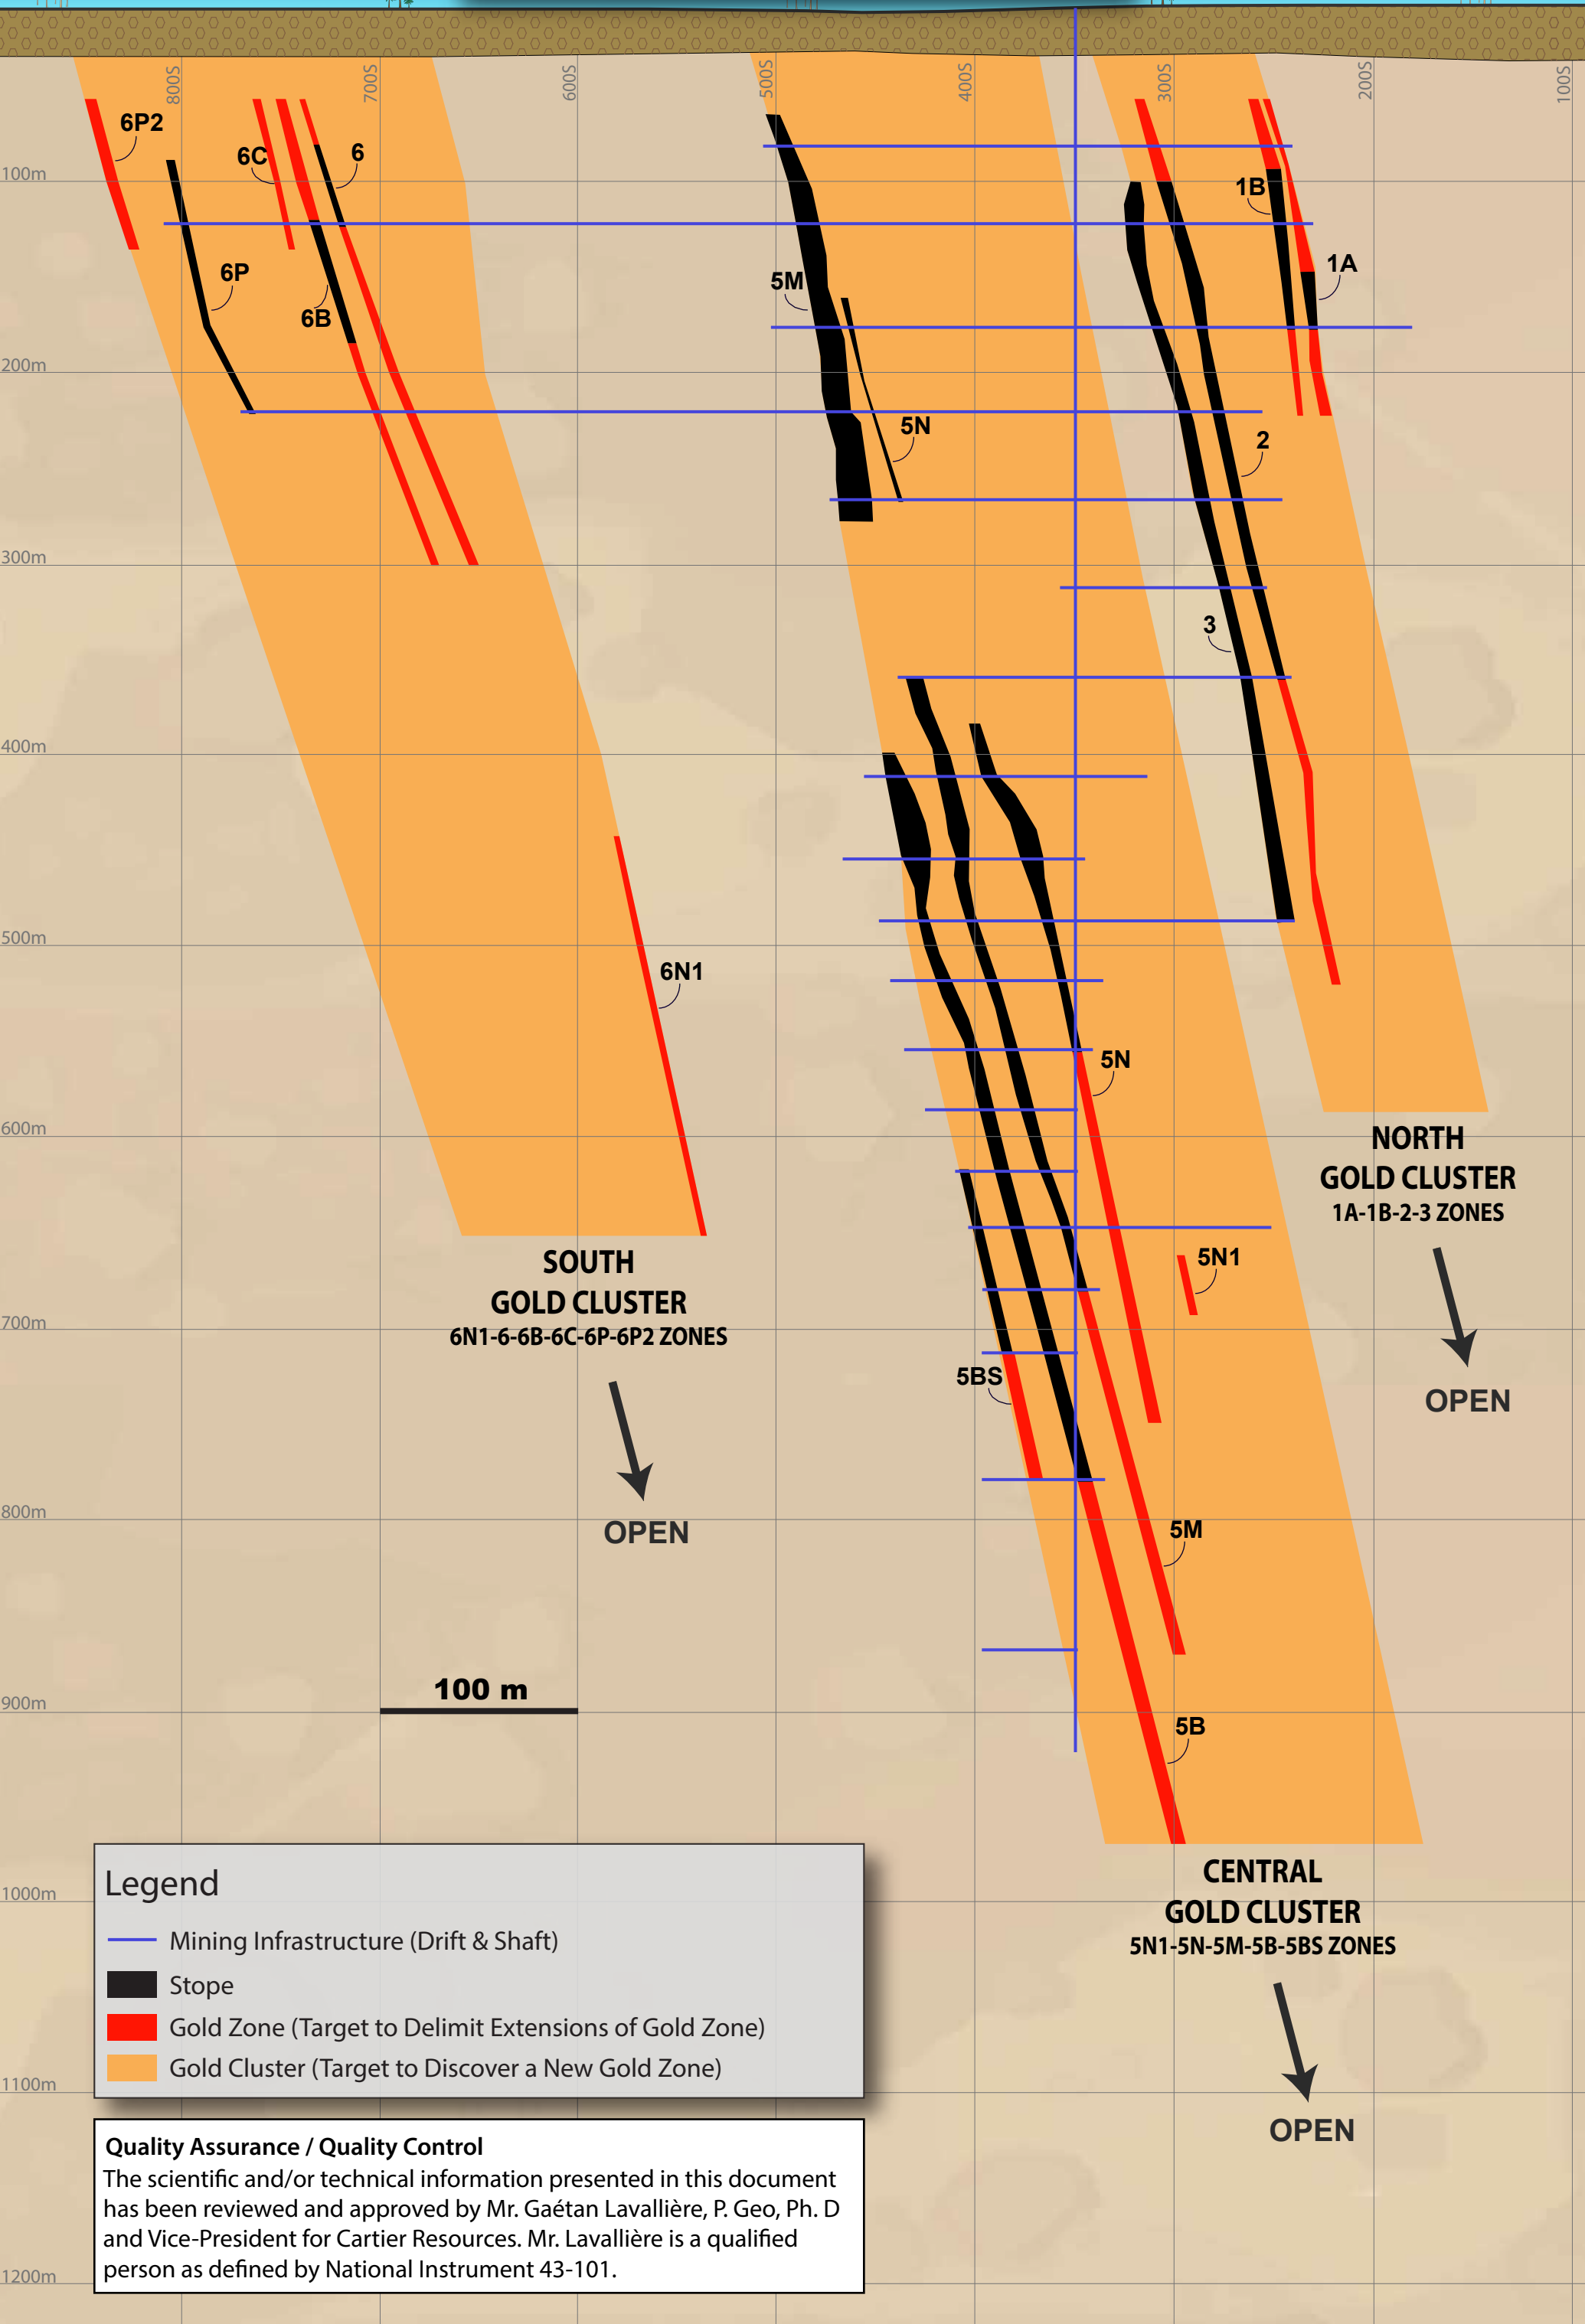 800S
700S
600S
500S
400S
300S
200S
100S
6P2
6C
6
100m
1B
6P
5M
1A
6B
200m
5N
2
300m
3
400m
500m
6N1
5N
600m
NORTH
GOLD CLUSTER
1A-1B-2-3 ZONES
OPEN
SOUTH
GOLD CLUSTER
6N1-6-6B-6C-6P-6P2 ZONES
OPEN
5N1
700m
5BS
800m
5M
100 m
900m
5B
CENTRAL
GOLD CLUSTER
5N1-5N-5M-5B-5BS ZONES
OPEN
1000m
1100m
1200m
Legend
Mining Infrastructure (Drift & Shaft)
Stope
Gold Zone (Target to Delimit Extensions of Gold Zone)
Gold Cluster (Target to Discover a New Gold Zone)
Quality Assurance / Quality Control
The scientific and/or technical information presented in this document
has been reviewed and approved by Mr. Gaétan Lavallière, P. Geo, Ph. D
and Vice-President for Cartier Resources. Mr. Lavallière is a qualified
person as defined by National Instrument 43-101.